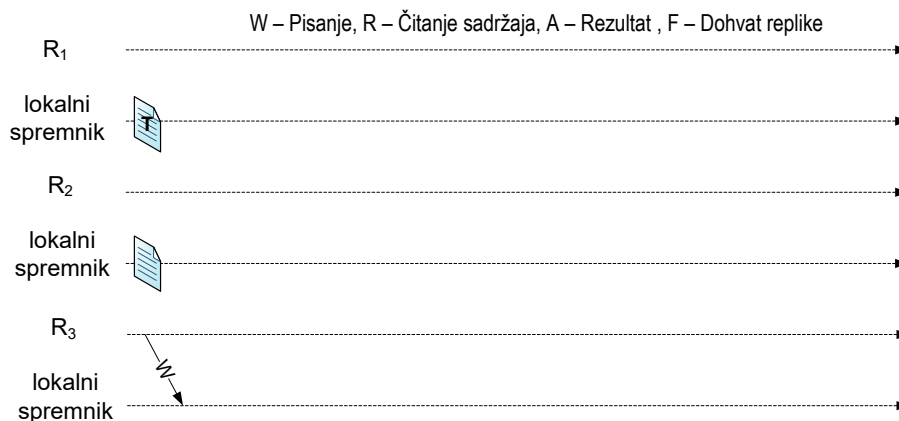 W – Pisanje, R – Čitanje sadržaja, A – Rezultat , F – Dohvat replike
R₁
lokalni
spremnik
T
R₂
lokalni
spremnik
R₃
W
lokalni
spremnik